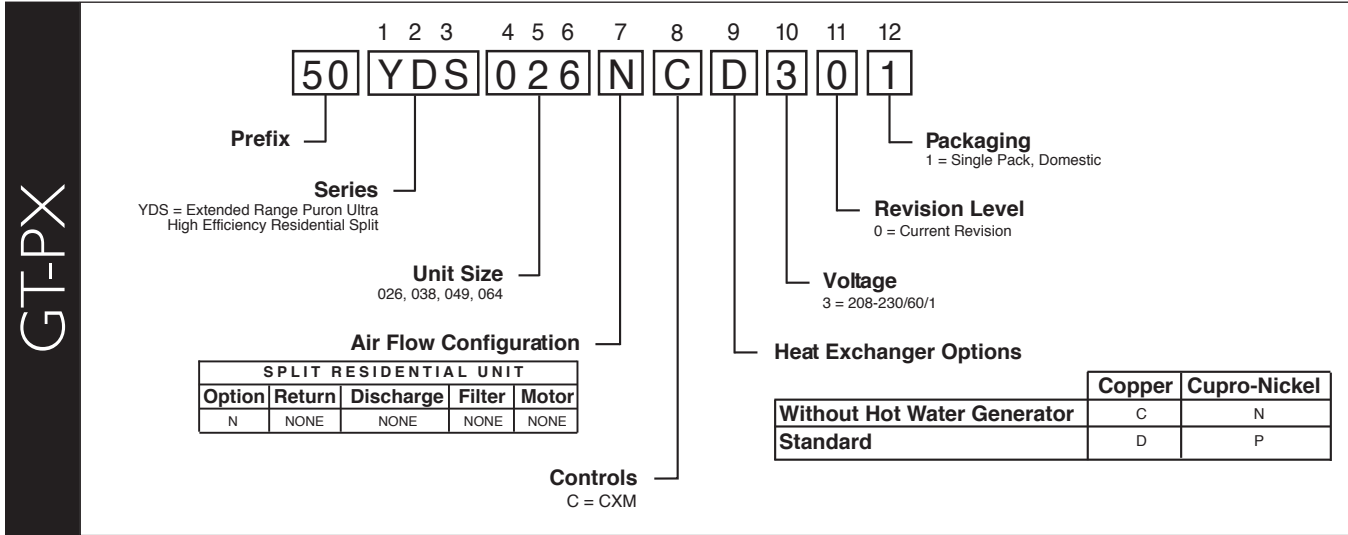 GT-PX
1 2 3 4 5 6 7 8 9 10 11 12
50 YDS 026 N C D 3 0 1
Prefix
Packaging
1 = Single Pack, Domestic
Series
YDS = Extended Range Puron Ultra
High Efficiency Residential Split
Revision Level
0 = Current Revision
Unit Size
026, 038, 049, 064
Voltage
3 = 208-230/60/1
Air Flow Configuration
SPLIT RESIDENTIAL UNIT
Option Return Discharge Filter Motor
N NONE NONE NONE NONE
Heat Exchanger Options
Copper Cupro-Nickel
Without Hot Water Generator C N
Standard D P
Controls
C = CXM